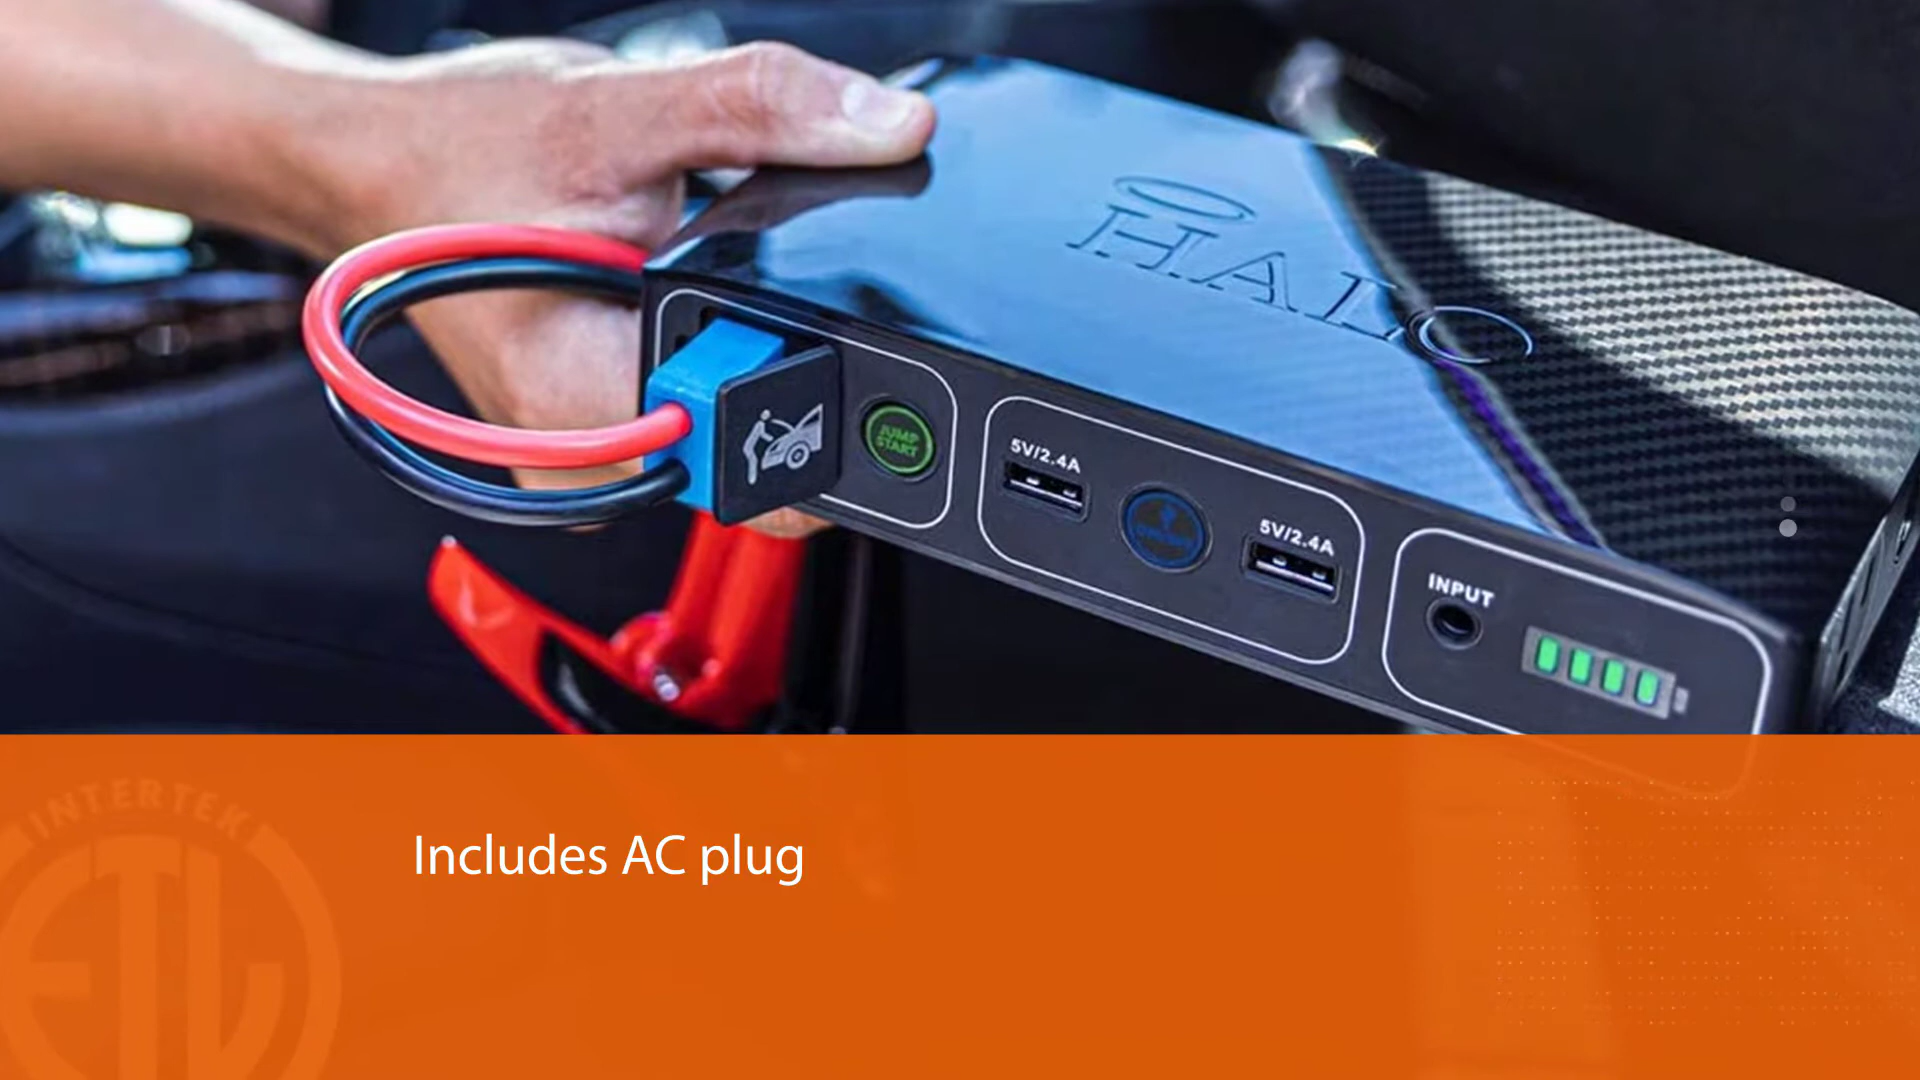 HALO
JUMP
START
5V/2.4A
5V/2.4A
INPUT
INTERTEK
ETL
Includes AC plug